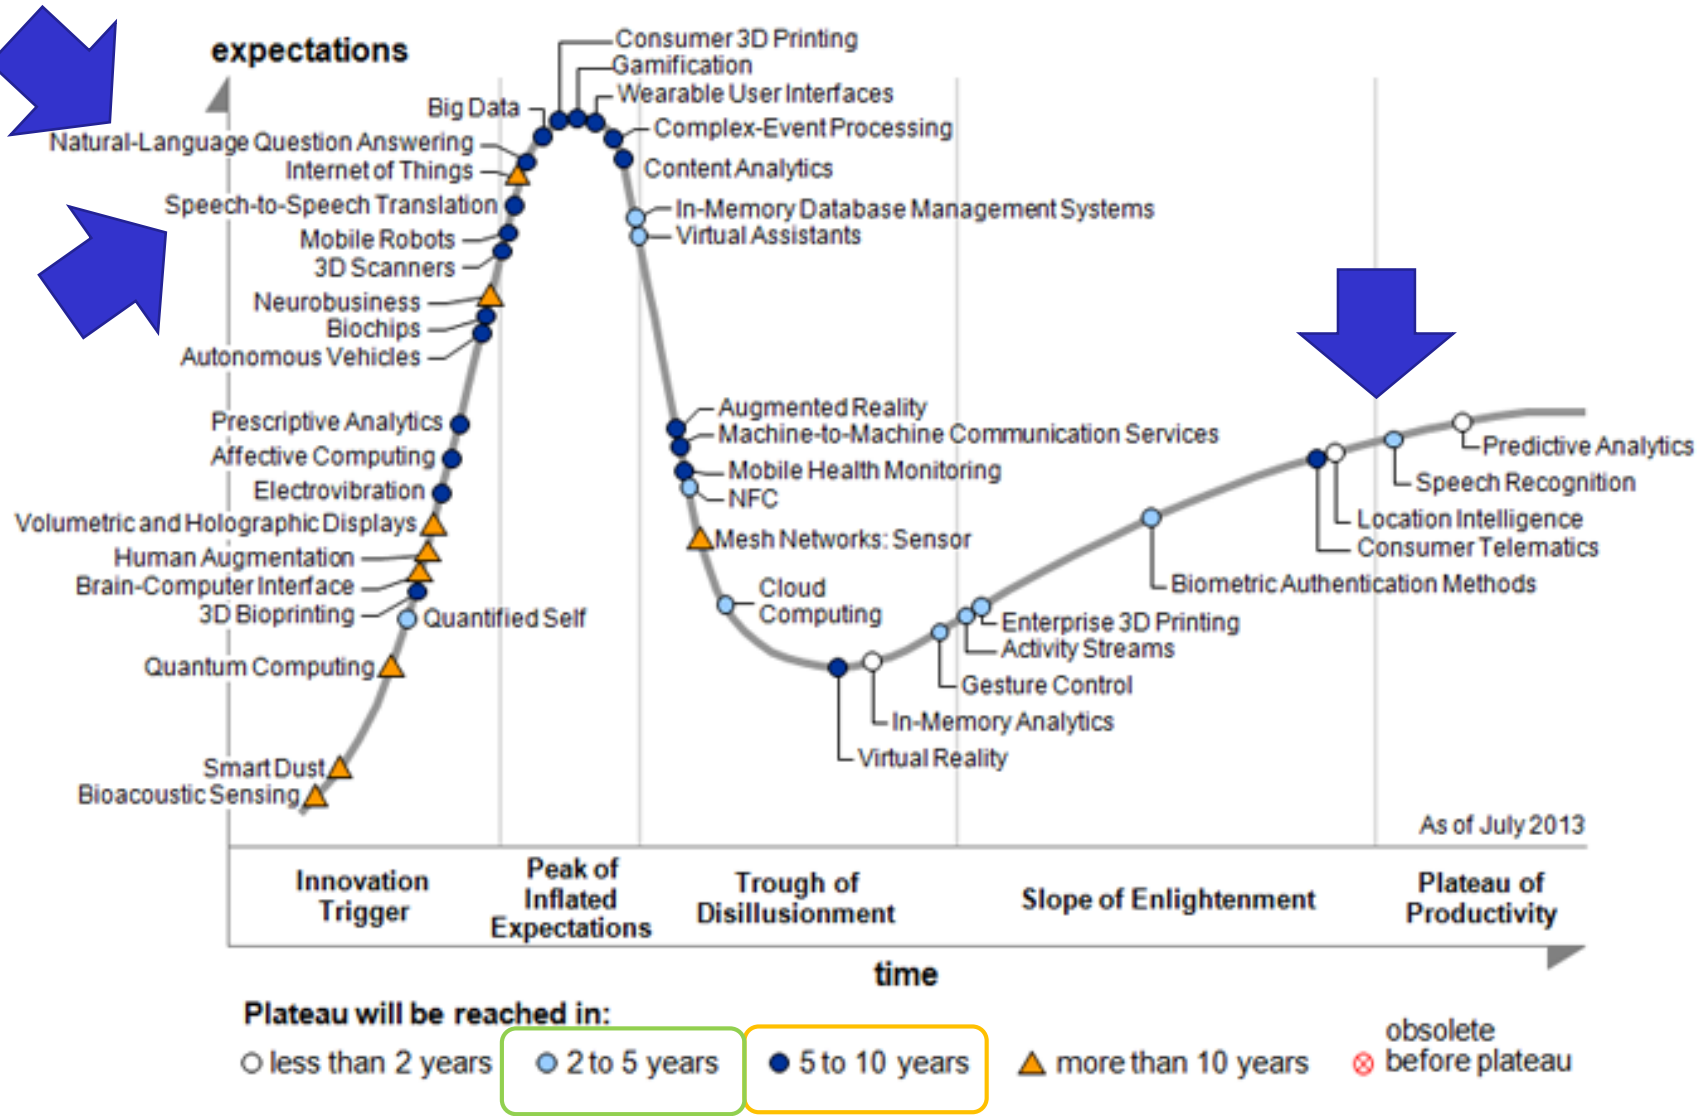 expectations
Consumer 3D Printing
Gamification
Wearable User Interfaces
Big Data
Complex-Event Processing
Natural-Language Question Answering
Content Analytics
Internet of Things
Speech-to-Speech Translation
In-Memory Database Management Systems
Virtual Assistants
Mobile Robots
3D Scanners
Neurobusiness
Biochips
Autonomous Vehicles
Prescriptive Analytics
Affective Computing
Electrovibration
Volumetric and Holographic Displays
Human Augmentation
Brain-Computer Interface
3D Bioprinting
Quantified Self
Quantum Computing
Smart Dust
Bioacoustic Sensing
Augmented Reality
Machine-to-Machine Communication Services
Mobile Health Monitoring
NFC
Mesh Networks: Sensor
Cloud
Computing
Enterprise 3D Printing
Activity Streams
Gesture Control
In-Memory Analytics
Virtual Reality
Predictive Analytics
Speech Recognition
Location Intelligence
Consumer Telematics
Biometric Authentication Methods
As of July 2013
Innovation
Trigger
Peak of
Inflated
Expectations
Trough of
Disillusionment
Slope of Enlightenment
Plateau of
Productivity
time
Plateau will be reached in:
less than 2 years
2 to 5 years
5 to 10 years
more than 10 years
obsolete
before plateau